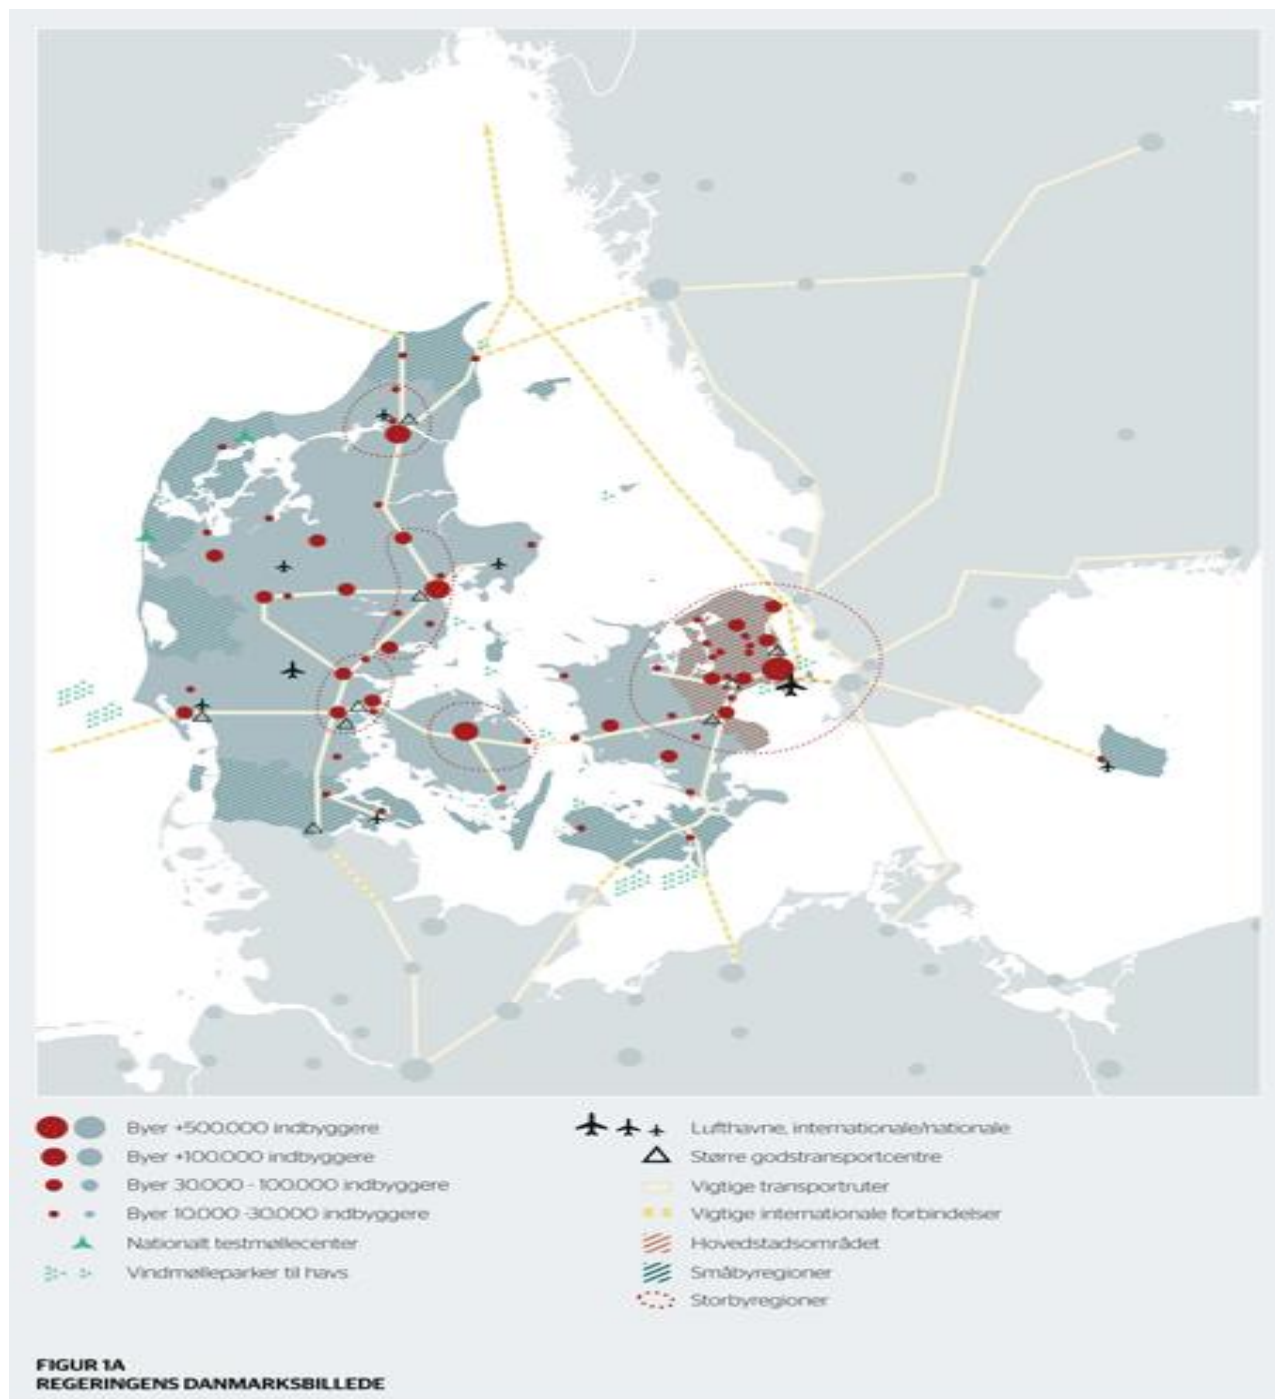 Byer +500.000 indbyggere
Byer +100.000 indbyggere
Byer 30.000 - 100.000 indbyggere
Byer 10.000 -30.000 indbyggere
Nationalt testmøllecenter
Vindmølleparker til havs
Lufthavne, internationale/nationale
Større godstransportcentre
Vigtige transportruter
Vigtige internationale forbindelser
Hovedstadsområdet
Småbyregioner
Storbyregioner
FIGUR 1A
REGERINGENS DANMARKSBILLEDE